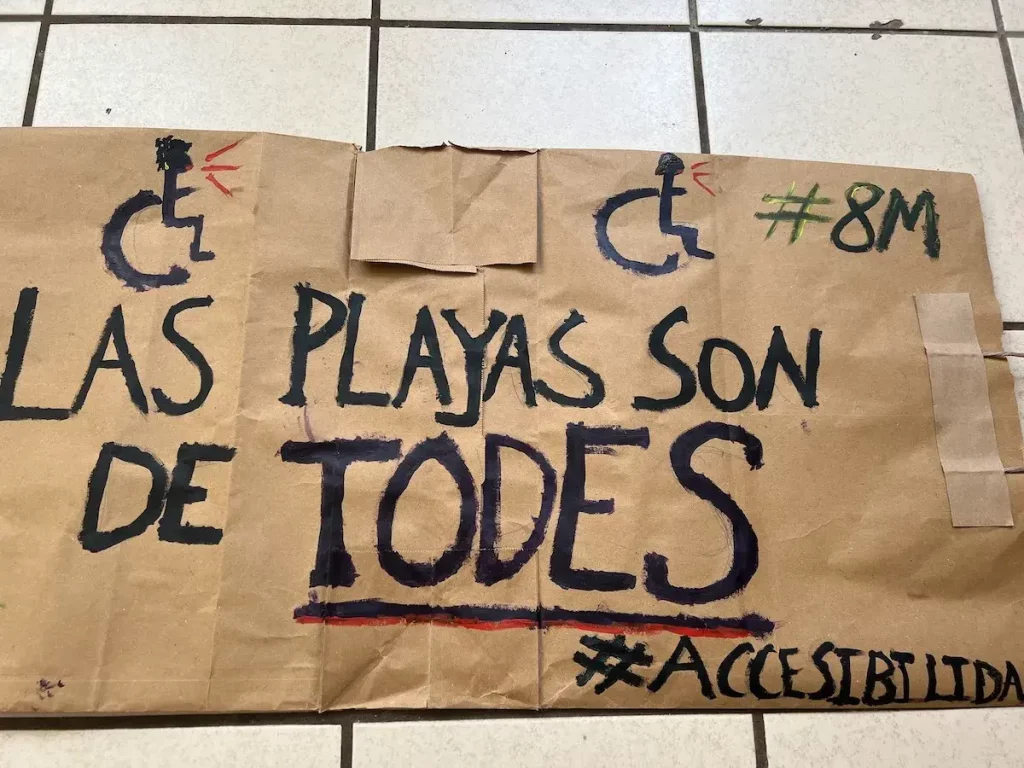 #8M
LAS PLAYAS SON
DE TODES
#ACCESIBILIDA